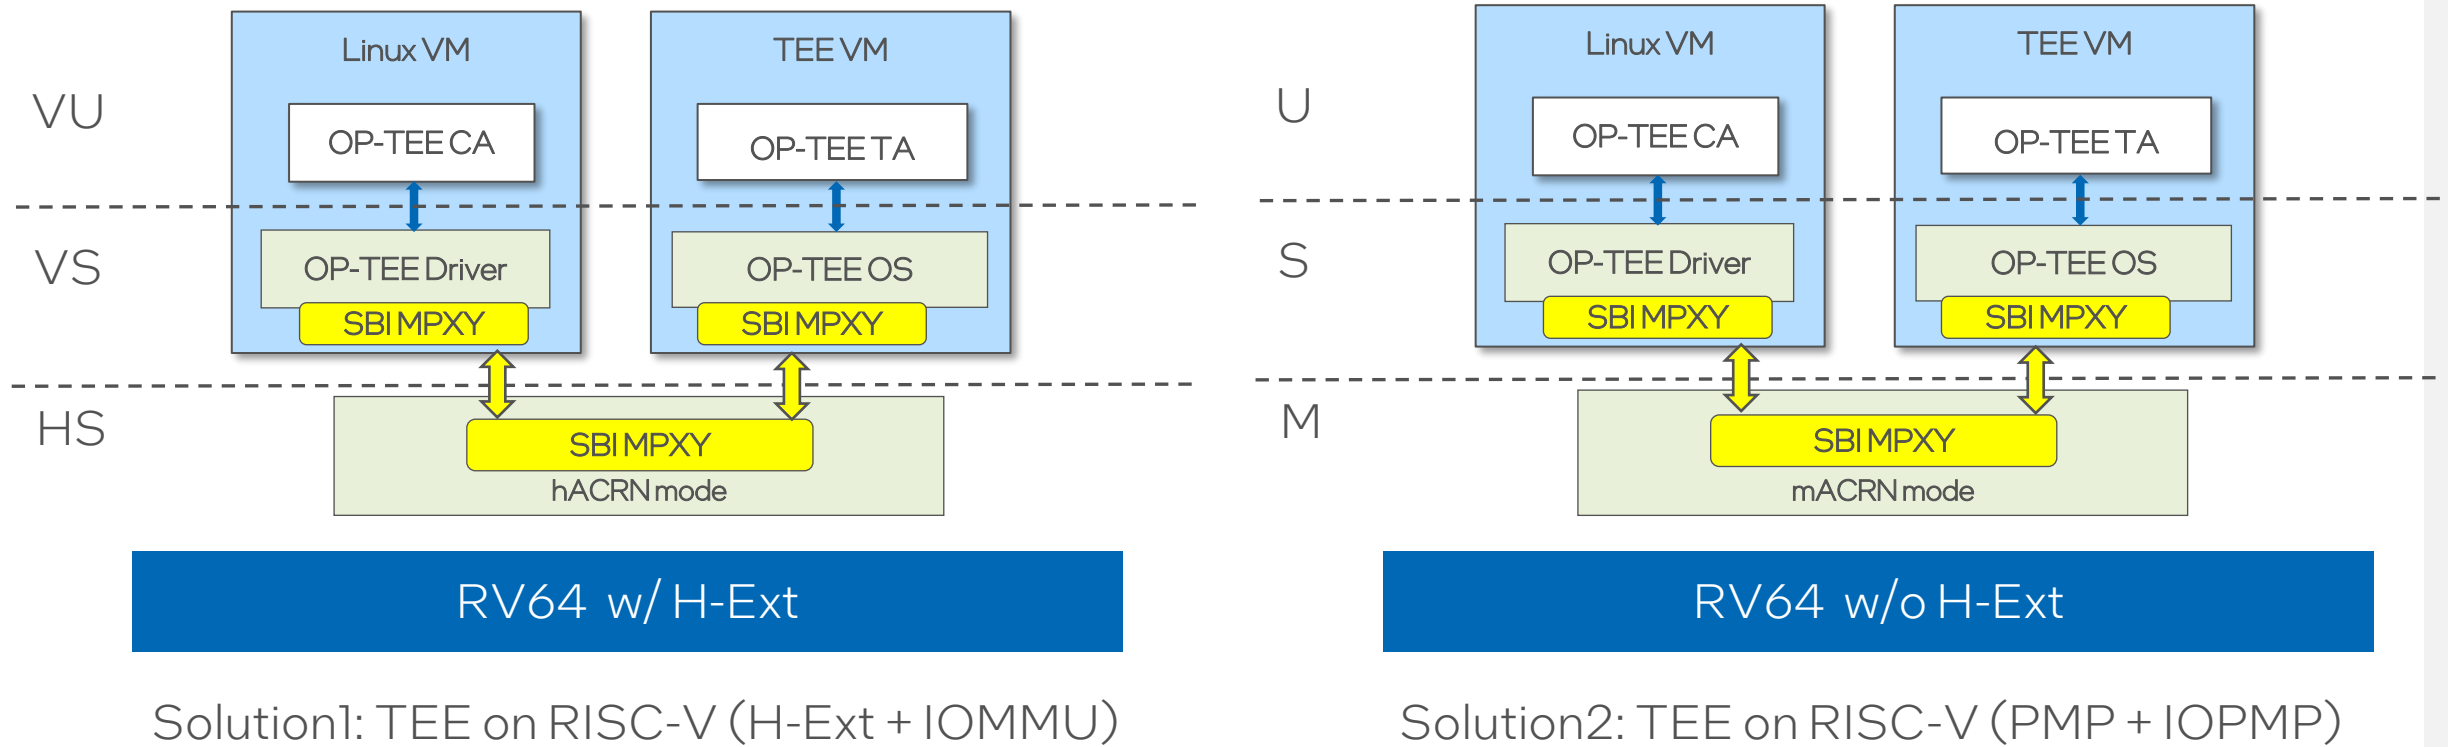 Linux VM
TEE VM
VU
OP-TEE CA
OP-TEE TA
VS
OP-TEE Driver
OP-TEE OS
SBI MPXY
SBI MPXY
HS
SBI MPXY
hACRN mode
RV64 w/ H-Ext
Solution1: TEE on RISC-V (H-Ext + IOMMU)
Linux VM
TEE VM
U
OP-TEE CA
OP-TEE TA
S
OP-TEE Driver
OP-TEE OS
SBI MPXY
SBI MPXY
M
SBI MPXY
mACRN mode
RV64 w/o H-Ext
Solution2: TEE on RISC-V (PMP + IOPMP)